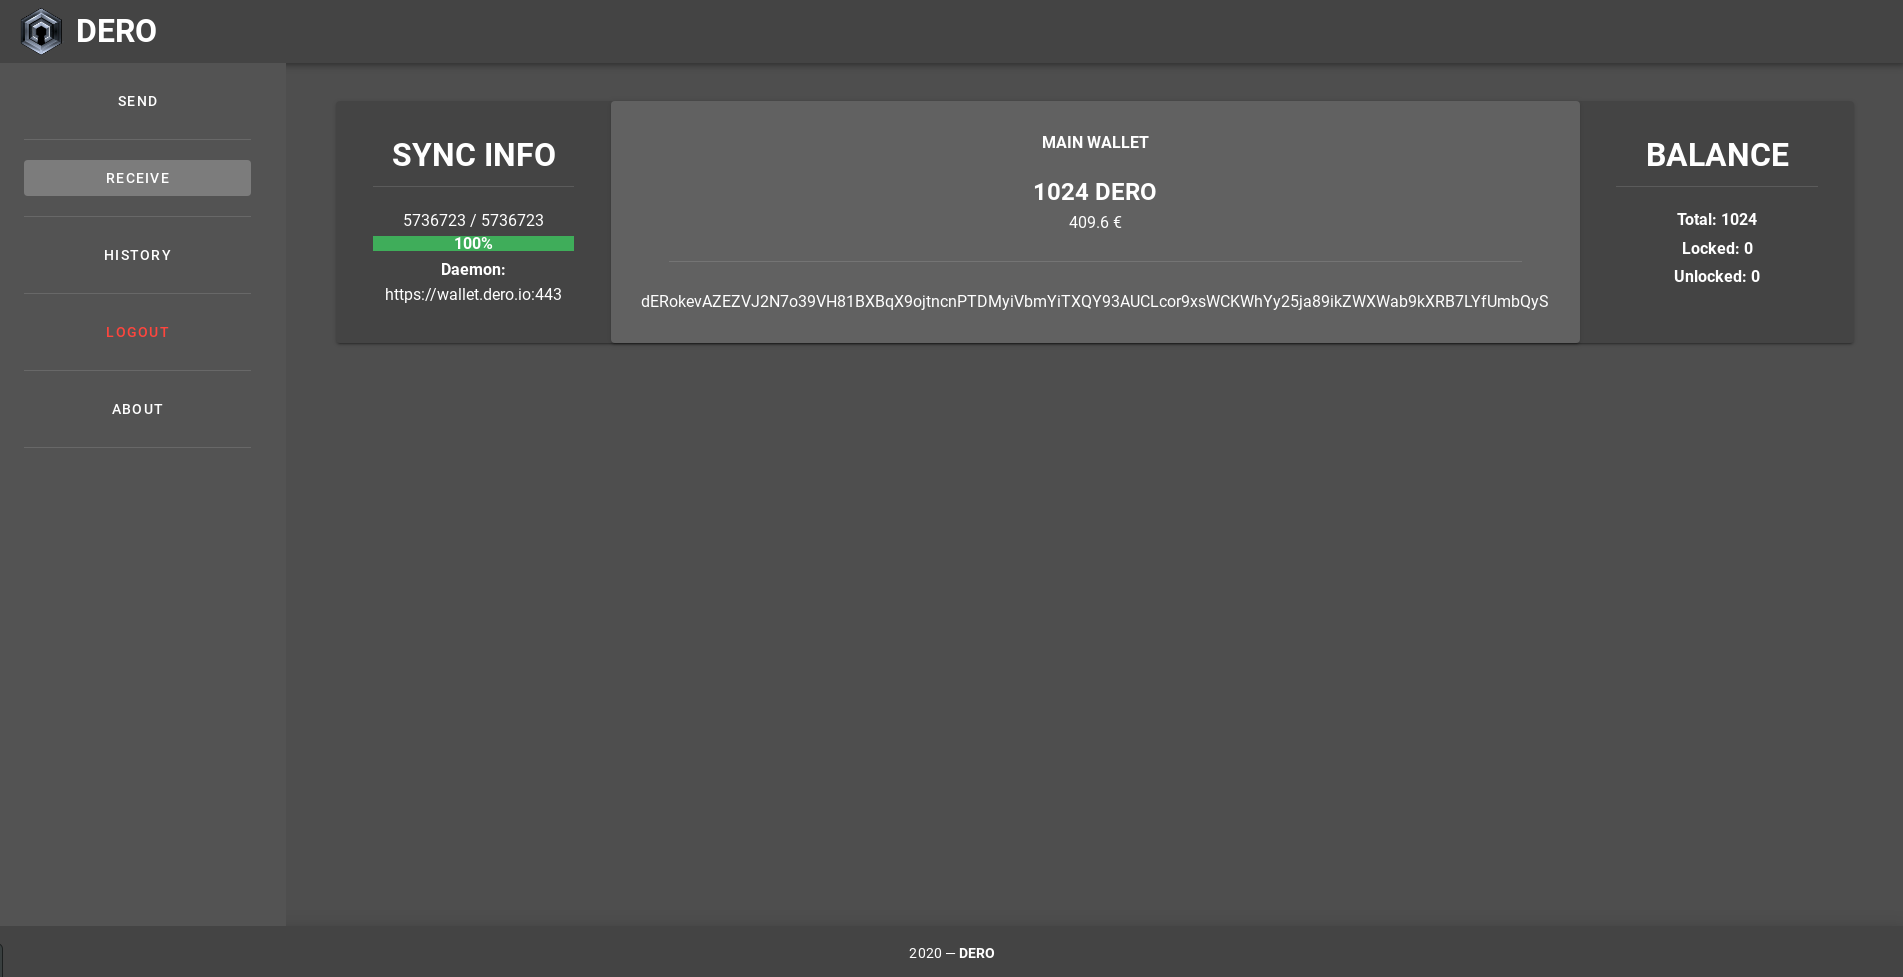 DERO
SEND
RECEIVE
HISTORY
LOGOUT
ABOUT
SYNC INFO
5736723 / 5736723
100%
Daemon:
https://wallet.dero.io:443
MAIN WALLET
1024 DERO
409.6 €
dERokevAZEZVJ2N7o39VH81BXBqX9ojtncnPTDMyiVbmYiTXQY93AUCLcor9xsWCKWhYy25ja89ikZWXWab9kXRB7LYfUmbQyS
BALANCE
Total: 1024
Locked: 0
Unlocked: 0
2020 — DERO